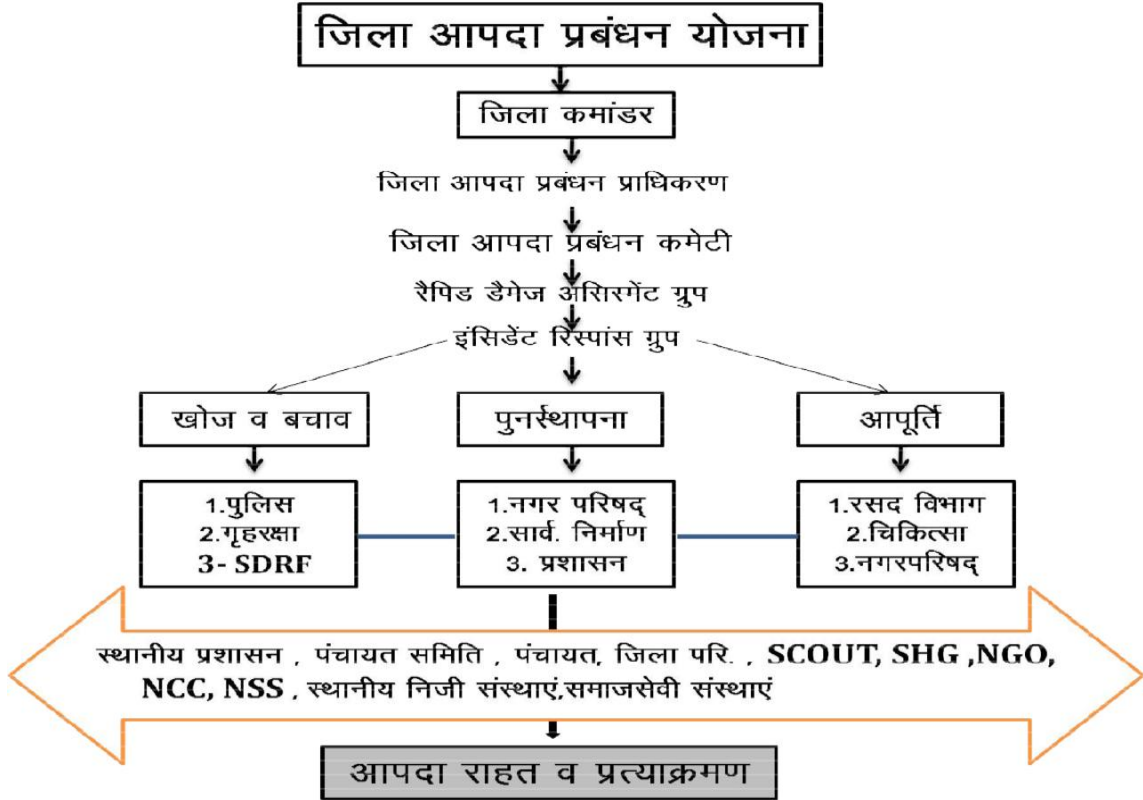 जिला आपदा प्रबंधन योजना
जिला कमांडर
जिला आपदा प्रबंधन प्राधिकरण
जिला आपदा प्रबंधन कमेटी
रैपिड डैगेज असिरगेंट ग्रुप
इंसिडेंट रिस्पांस ग्रुप
खोज व बचाव
पुनर्स्थापना
आपूर्ति
1.पुलिस
2.गृहरक्षा
3- SDRF
1.नगर परिषद्
2.सार्व. निर्माण
3. प्रशासन
1.रसद विभाग
2.चिकित्सा
3.नगरपरिषद्
स्थानीय प्रशासन , पंचायत समिति , पंचायत, जिला परि. , SCOUT, SHG ,NGO,
NCC, NSS , स्थानीय निजी संस्थाएं,समाजसेवी संस्थाएं
आपदा राहत व प्रत्याक्रमण